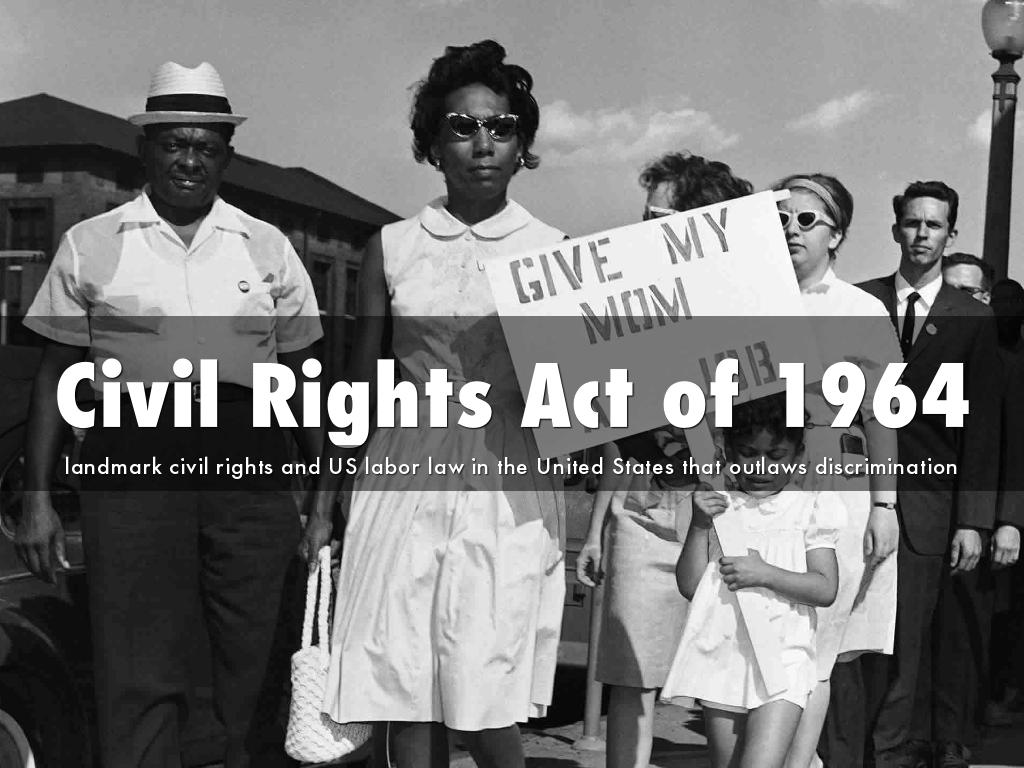 GIVE MY
MOM
JOB
Civil Rights Act of 1964
landmark civil rights and US labor law in the United States that outlaws discrimination